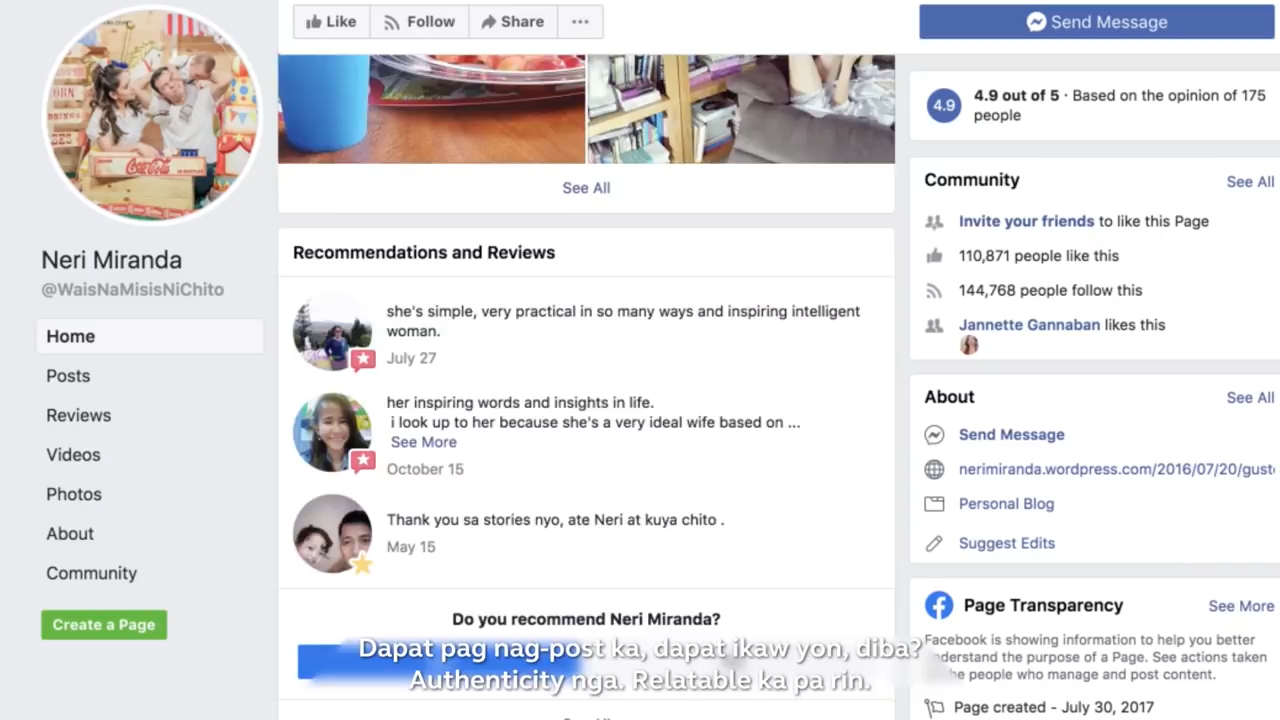 Like
Follow
Share
Send Message
Coca-Cola
See All
Neri Miranda
@WaisNaMisisNiChito
Home
Posts
Reviews
Videos
Photos
About
Community
Create a Page
Recommendations and Reviews
she's simple, very practical in so many ways and inspiring intelligent
woman.
July 27
her inspiring words and insights in life.
i look up to her because she's a very ideal wife based on ...
See More
October 15
Thank you sa stories nyo, ate Neri at kuya chito .
May 15
Do you recommend Neri Miranda?
4.9
4.9 out of 5 · Based on the opinion of 175
people
Community
See All
Invite your friends to like this Page
110,871 people like this
144,768 people follow this
Jannette Gannaban likes this
About
See All
Send Message
nerimiranda.wordpress.com/2016/07/20/gust
Personal Blog
Suggest Edits
Page Transparency
See More
Facebook is showing information to help you better
understand the purpose of a Page. See actions taken
the people who manage and post content.
Page created - July 30, 2017
Dapat pag nag-post ka, dapat ikaw yon, diba?
Authenticity nga. Relatable ka pa rin.